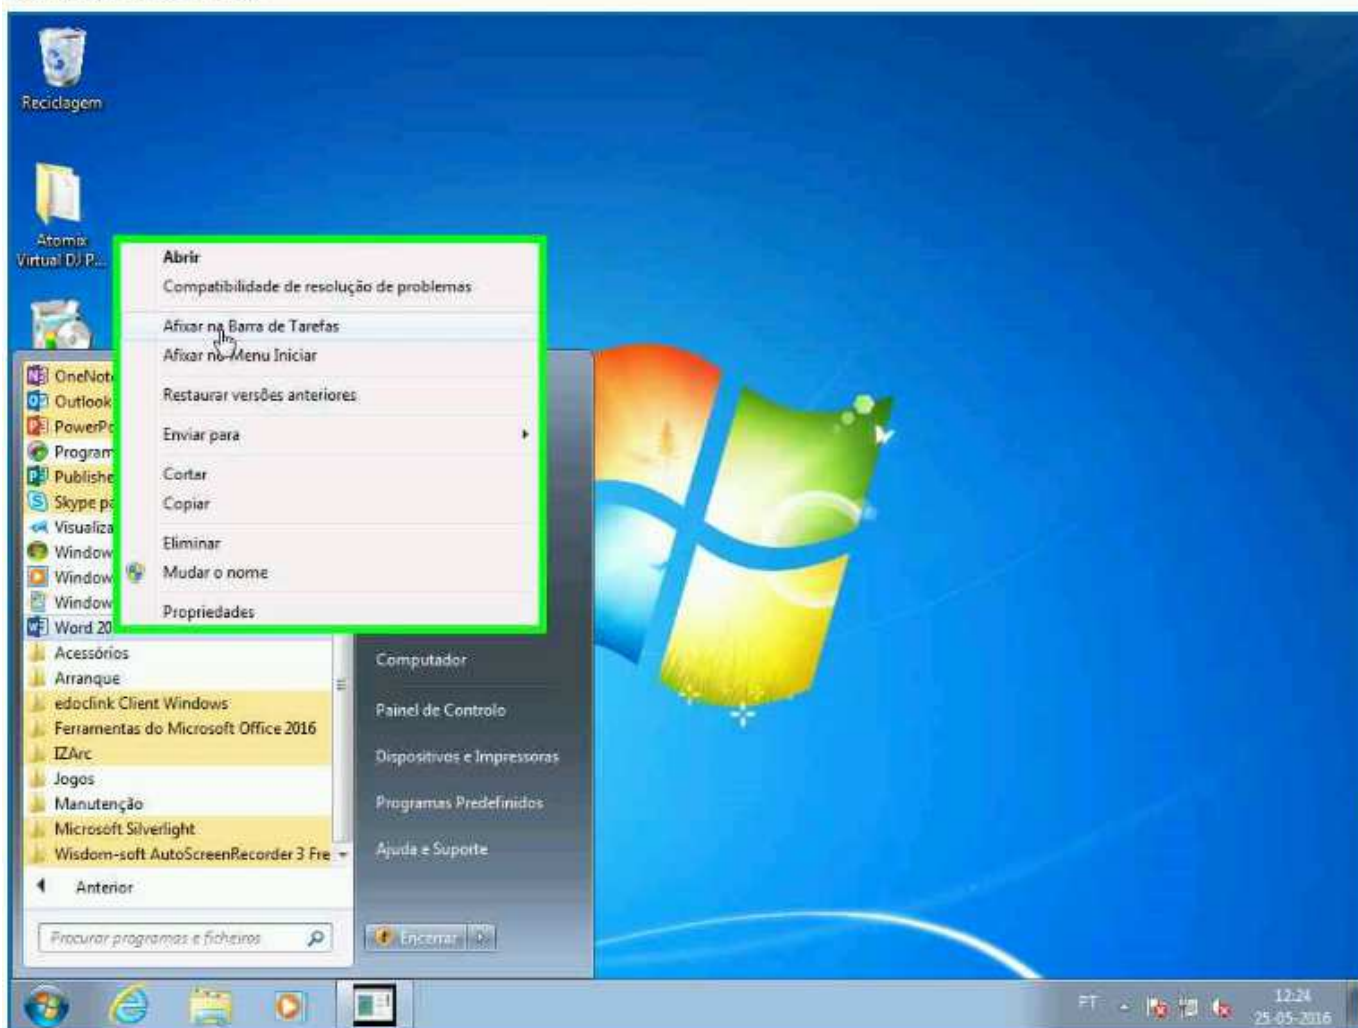 Reciclagem
Atomix
Virtual DJ P...
Abrir
Compatibilidade de resolução de problemas
Afixar na Barra de Tarefas
Afixar no Menu Iniciar
Restaurar versões anteriores
Enviar para
Cortar
Copiar
Eliminar
Mudar o nome
Propriedades
OneNot
Outlook
PowerP
Program
Publishe
Skype pa
Visualiza
Window
Window
Window
Word 20
Acessórios
Arranque
edoclink Client Windows
Ferramentas do Microsoft Office 2016
IZArc
Jogos
Manutenção
Microsoft Silverlight
Wisdom-soft AutoScreenRecorder 3 Fre
Anterior
Procurar programas e ficheiros
Computador
Painel de Controlo
Dispositivos e Impressoras
Programas Predefinidos
Ajuda e Suporte
Encerrar
PT
12:24
25-05-2016